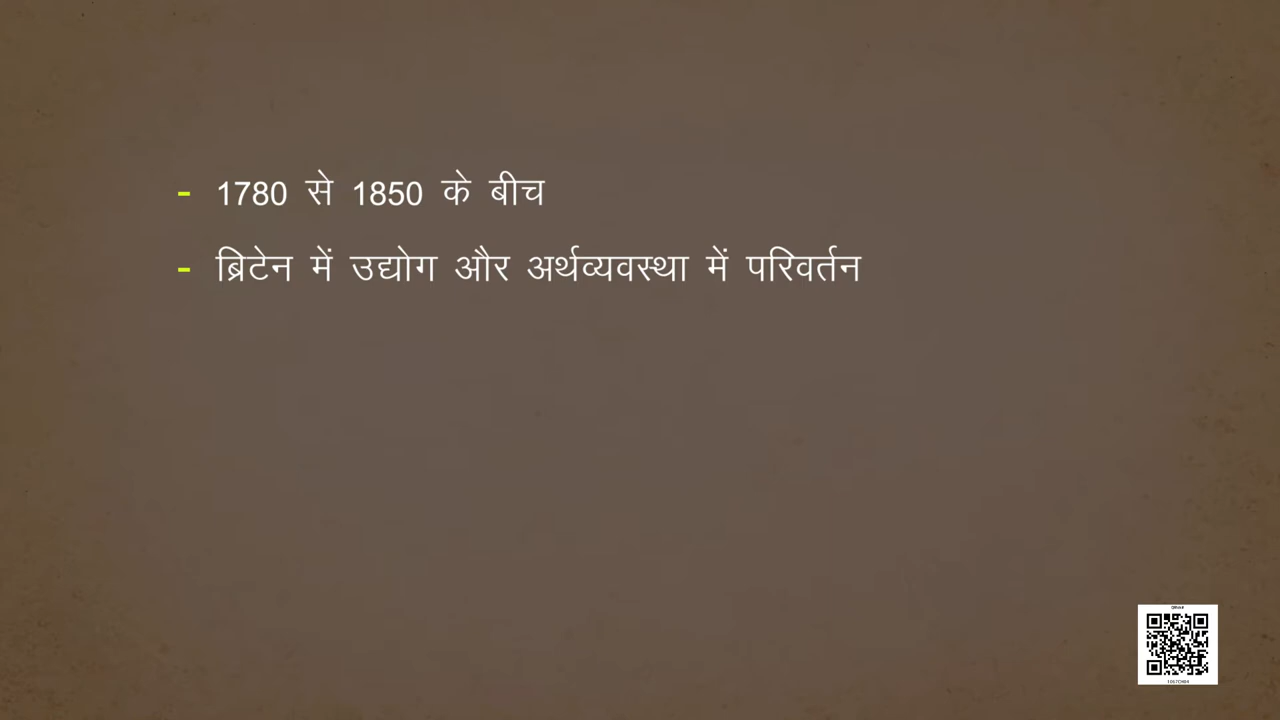 - 1780 से 1850 के बीच
- ब्रिटेन में उद्योग और अर्थव्यवस्था में परिवर्तन